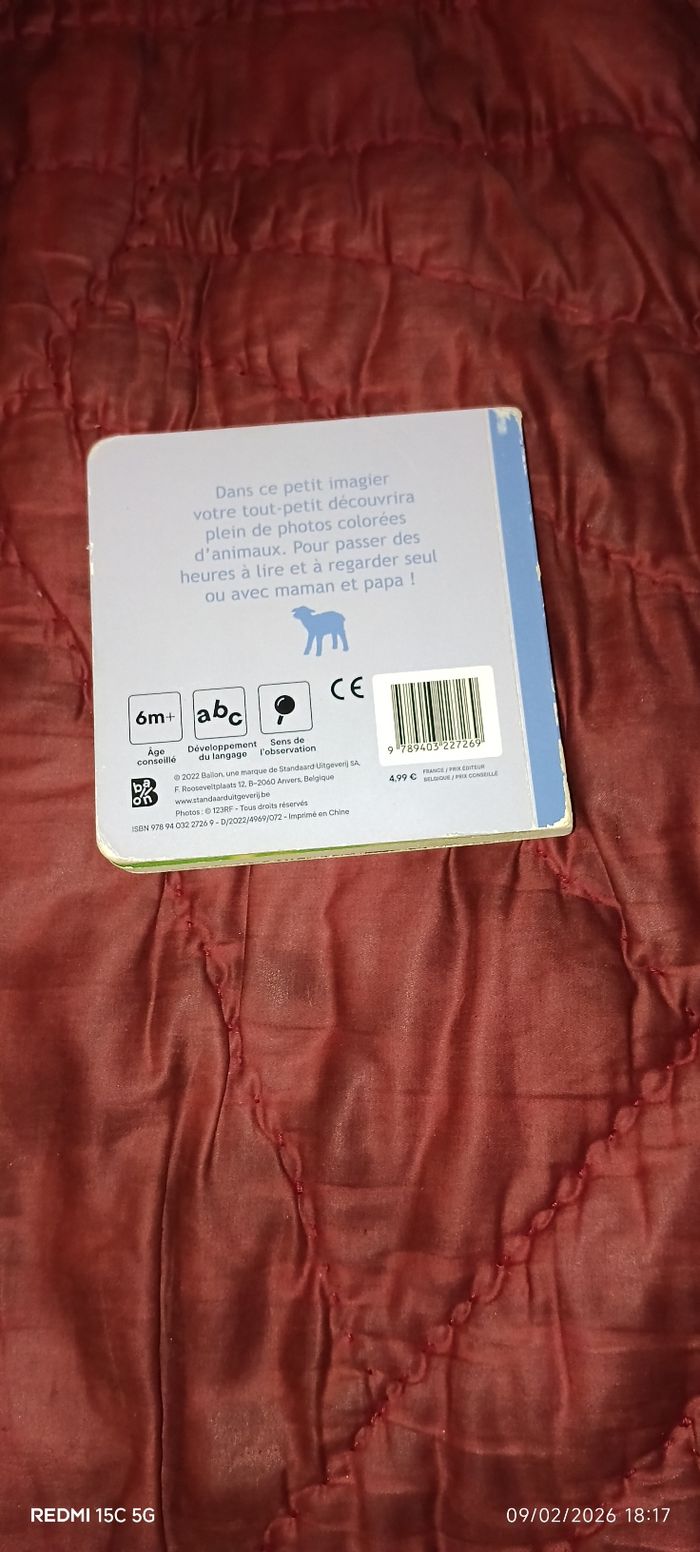 Dans ce petit imagier
votre tout-petit découvrira
plein de photos colorées
d'animaux. Pour passer des
heures à lire et à regarder seul
ou avec maman et papa !
6m+
Âge
conseillé
abc
Développement
du langage
Sens de
l'observation
CE
9 789403 227269
4,99 €
FRANCE / PRIX ÉDITEUR
BELGIQUE / PRIX CONSEILLÉ
ballon
© 2022 Ballon, une marque de Standaard Uitgeverij SA,
F. Rooseveltplaats 12, B-2060 Anvers, Belgique
www.standaarduitgeverij.be
Photos : © 123RF - Tous droits réservés
ISBN 978 94 032 2726 9 - D/2022/4969/072 - Imprimé en Chine
REDMI 15C 5G
09/02/2026 18:17